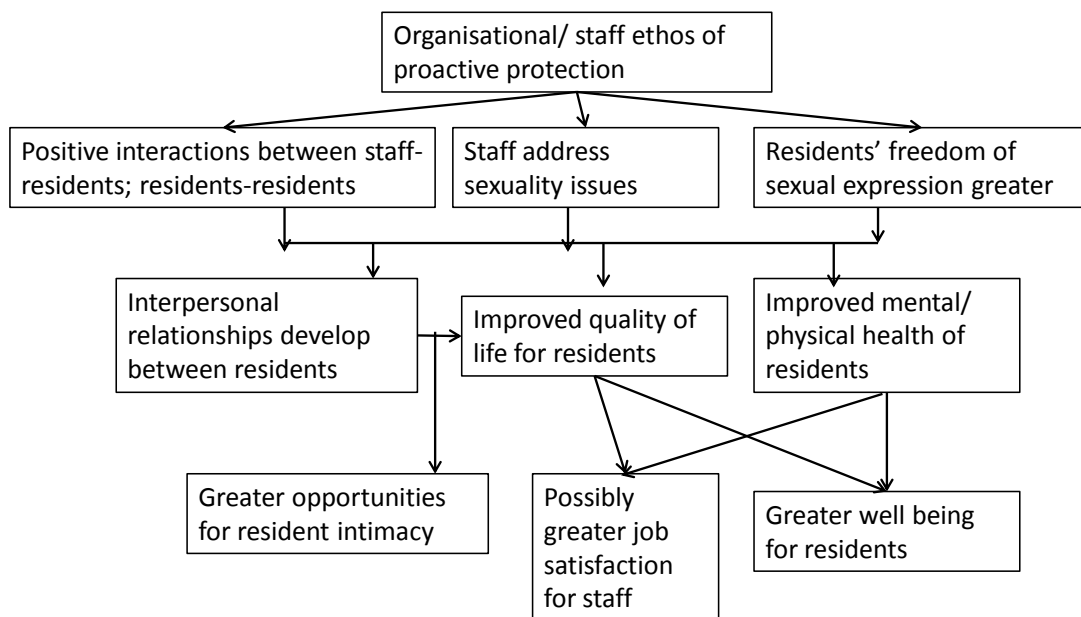 Organisational/ staff ethos of
proactive protection
Positive interactions between staff-
residents; residents-residents
Staff address
sexuality issues
Residents’ freedom of
sexual expression greater
Interpersonal
relationships develop
between residents
Improved quality of
life for residents
Improved mental/
physical health of
residents
Greater opportunities
for resident intimacy
Possibly
greater job
satisfaction
for staff
Greater well being
for residents